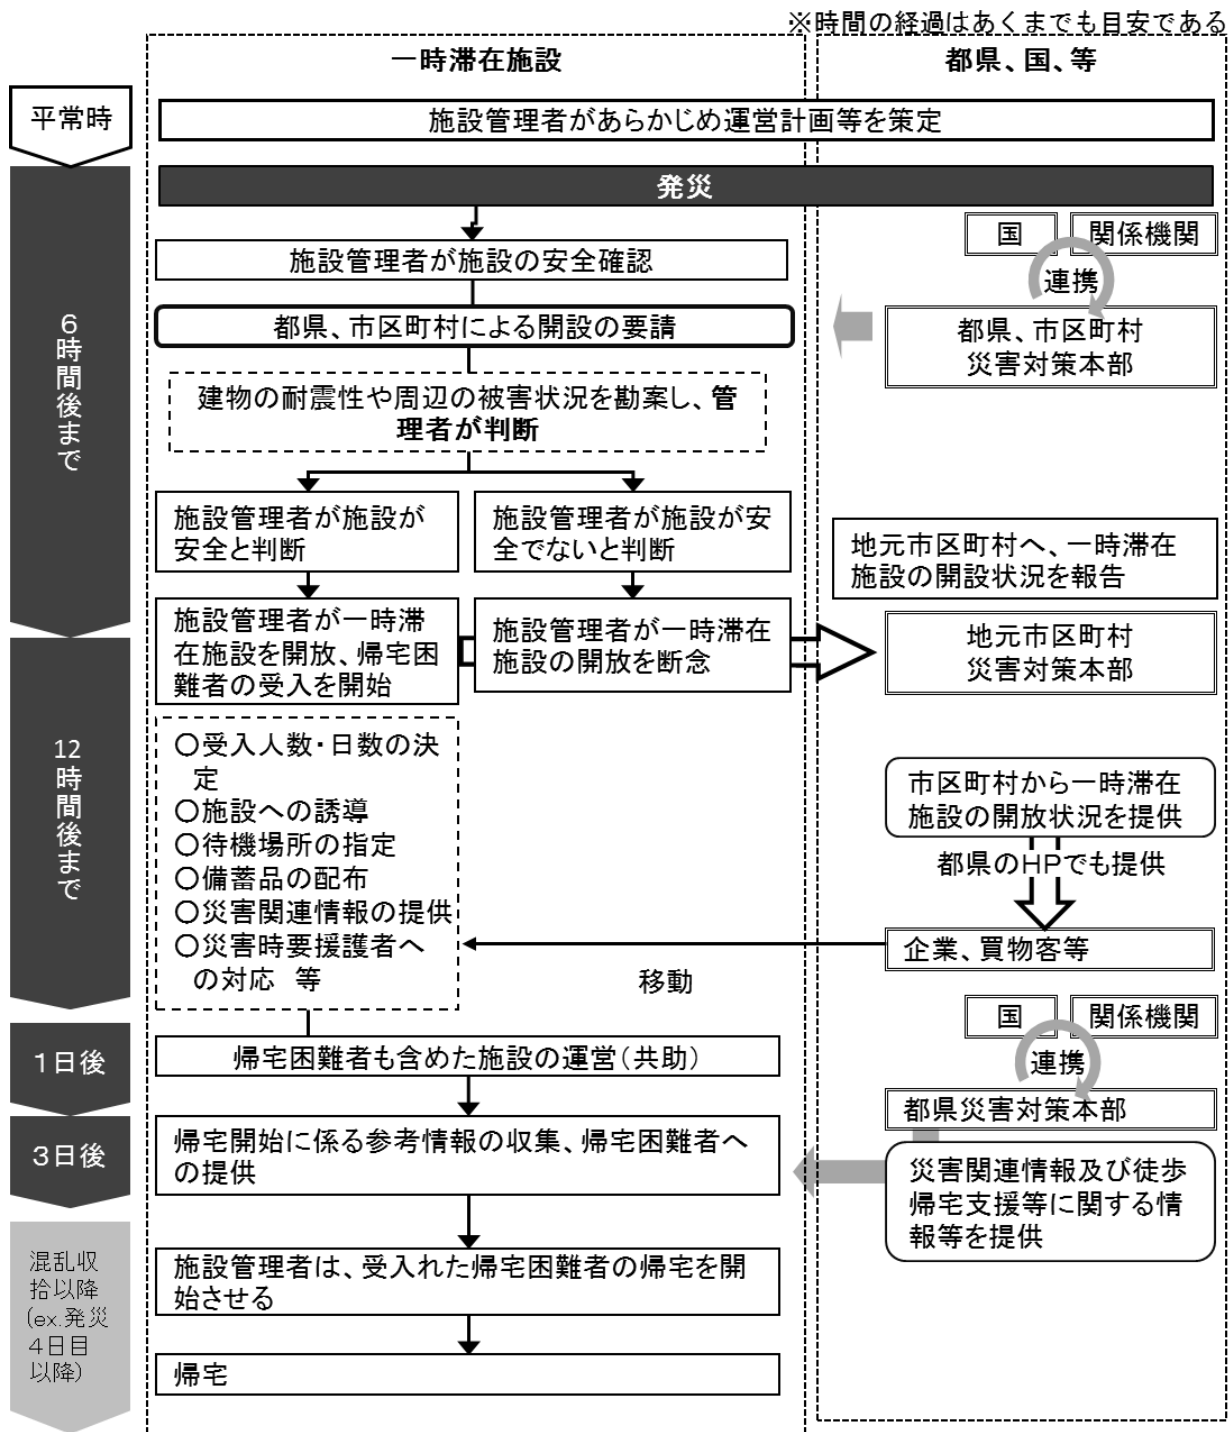 ※時間の経過はあくまでも目安である
一時滞在施設
都県、国、等
平常時
施設管理者があらかじめ運営計画等を策定
発災
6時間後まで
施設管理者が施設の安全確認
国
関係機関
連携
都県、市区町村による開設の要請
都県、市区町村
災害対策本部
建物の耐震性や周辺の被害状況を勘案し、管
理者が判断
施設管理者が施設が
安全と判断
施設管理者が施設が安
全でないと判断
地元市区町村へ、一時滞在
施設の開設状況を報告
施設管理者が一時滞
在施設を開放、帰宅困
難者の受入を開始
施設管理者が一時滞在
施設の開放を断念
地元市区町村
災害対策本部
12時間後まで
○受入人数・日数の決
定
○施設への誘導
○待機場所の指定
○備蓄品の配布
○災害関連情報の提供
○災害時要援護者へ
の対応 等
市区町村から一時滞在
施設の開放状況を提供
都県のHPでも提供
企業、買物客等
移動
国
関係機関
連携
1日後
帰宅困難者も含めた施設の運営(共助)
都県災害対策本部
3日後
帰宅開始に係る参考情報の収集、帰宅困難者へ
の提供
災害関連情報及び徒歩
帰宅支援等に関する情
報等を提供
混乱収
拾以降
(ex.発災
4日目
以降)
施設管理者は、受入れた帰宅困難者の帰宅を開
始させる
帰宅